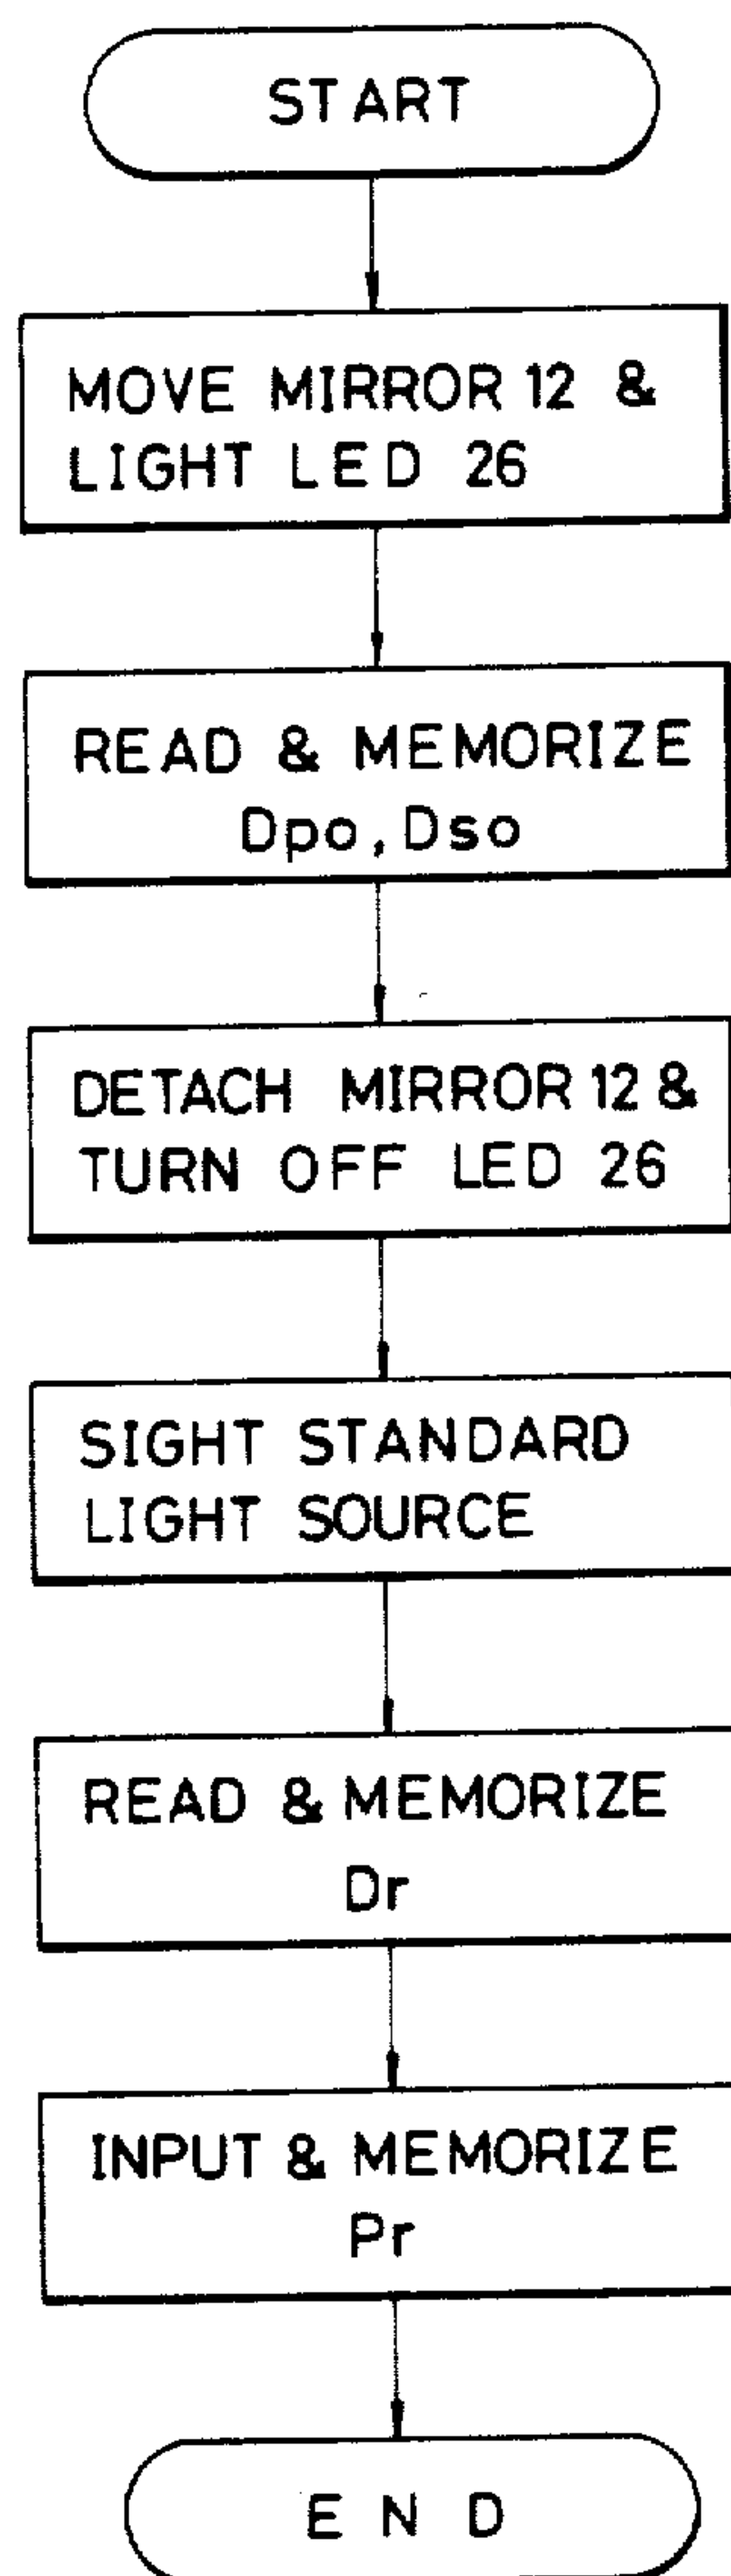 START
MOVE MIRROR 12 &
LIGHT LED 26
READ & MEMORIZE
Dpo, Dso
DETACH MIRROR 12 &
TURN OFF LED 26
SIGHT STANDARD
LIGHT SOURCE
READ & MEMORIZE
Dr
INPUT & MEMORIZE
Pr
END